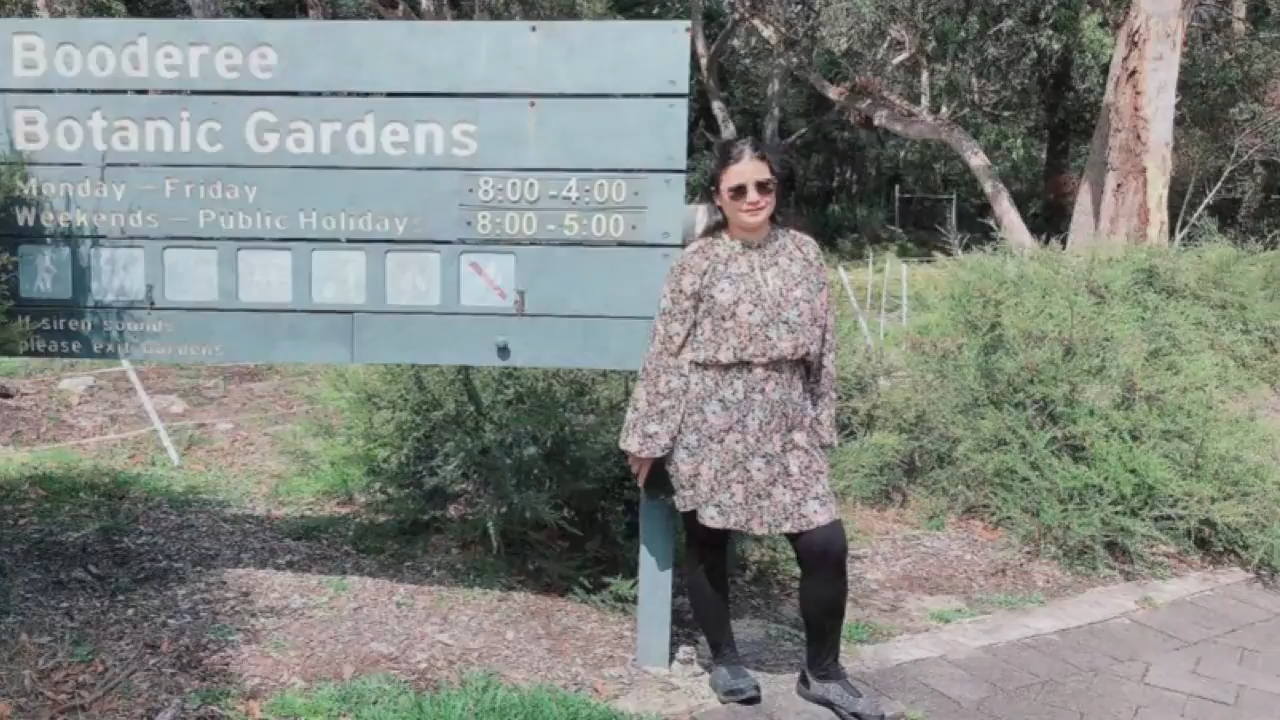 Booderee
Botanic Gardens
Monday – Friday 8:00 - 4:00
Weekends – Public Holidays 8:00 - 5:00
If siren sounds
please exit Gardens